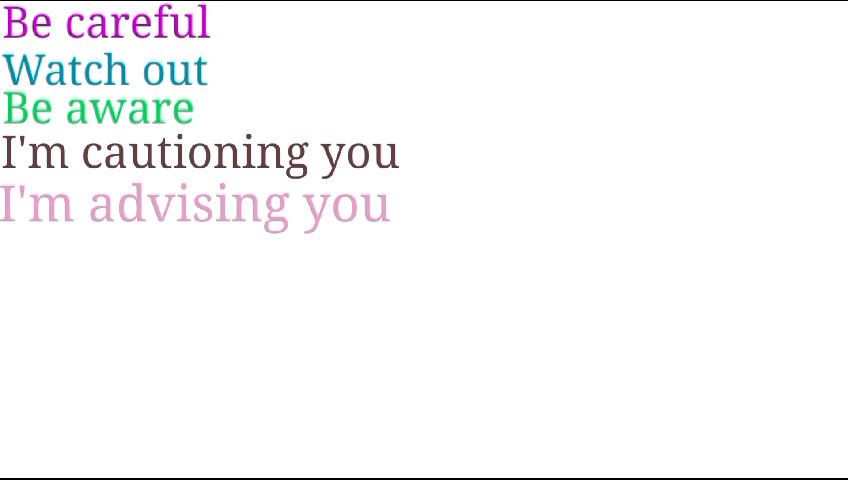 Be careful
Watch out
Be aware
I'm cautioning you
I'm advising you